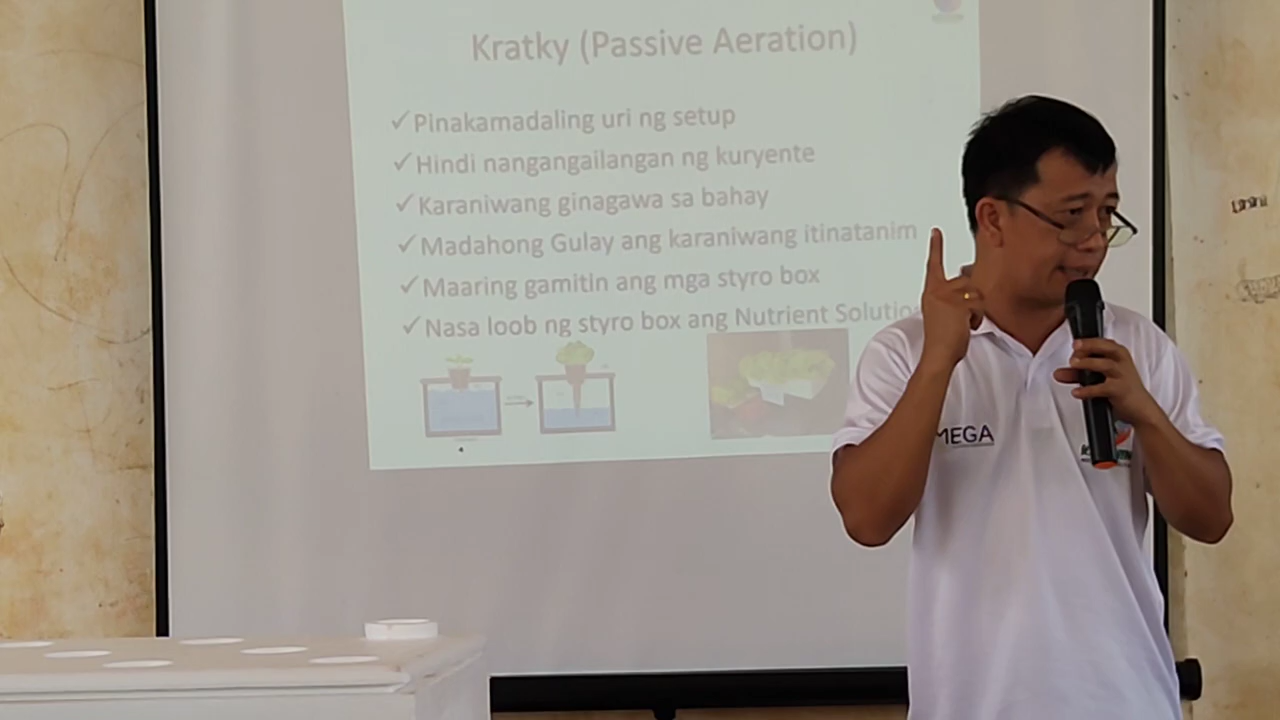 Kratky (Passive Aeration)
✓Pinakamadaling uri ng setup
✓Hindi nangangailangan ng kuryente
✓Karaniwang ginagawa sa bahay
✓Madahong Gulay ang karaniwang itinatanim
✓Maaring gamitin ang mga styro box
✓Nasa loob ng styro box ang Nutrient Solution
MEGA